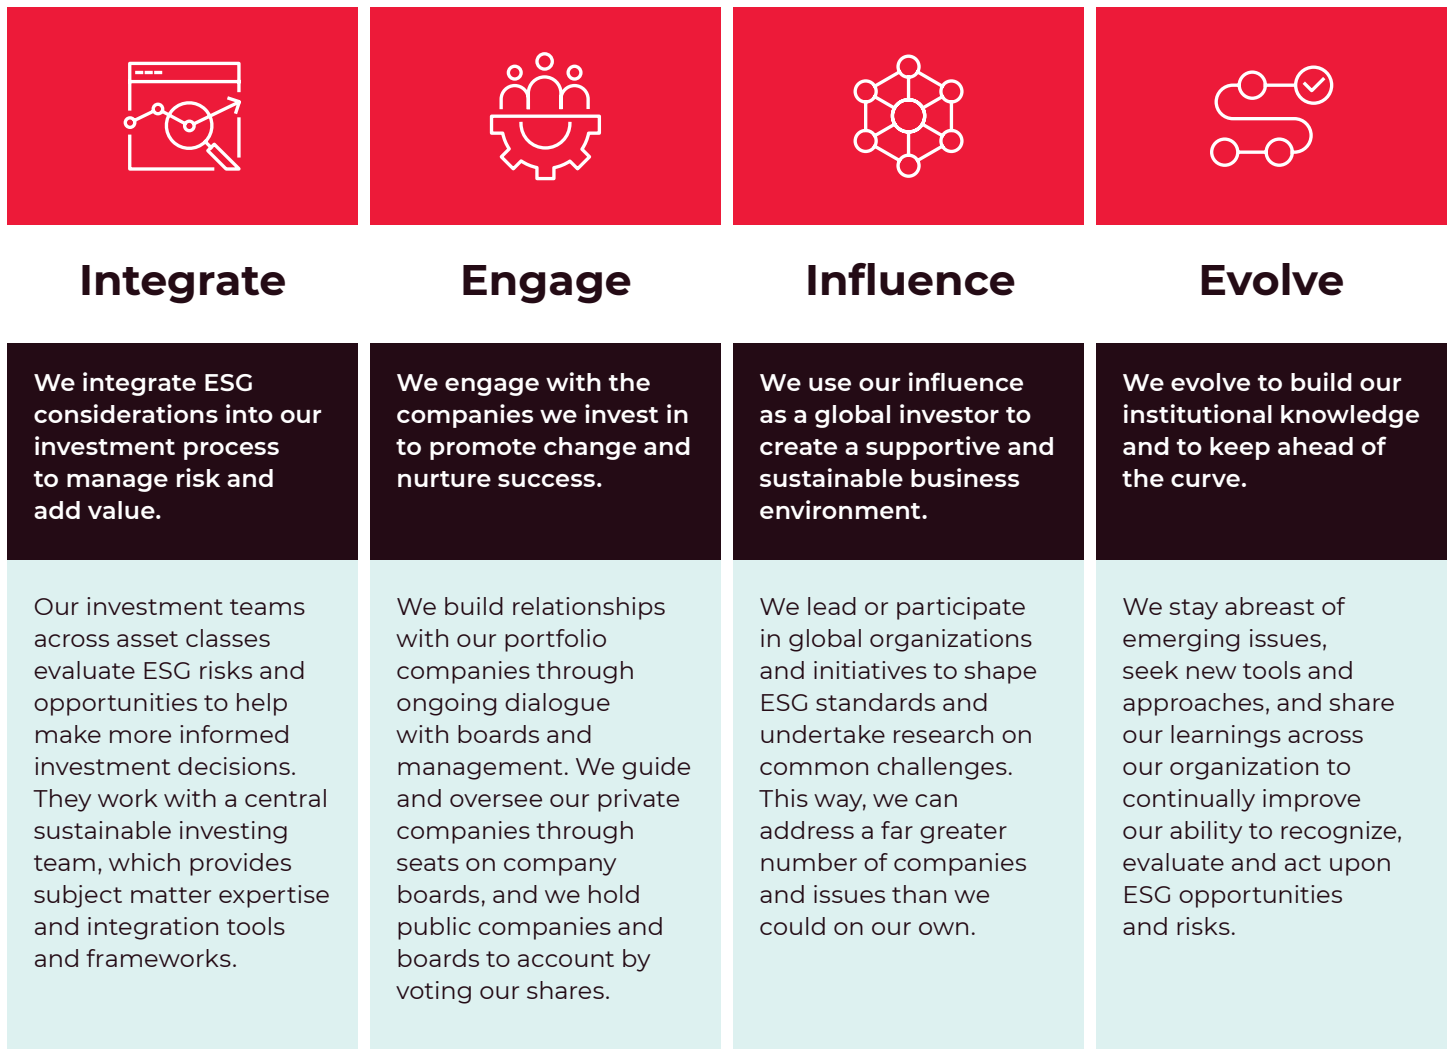 Integrate
We integrate ESG
considerations into our
investment process
to manage risk and
add value.
Our investment teams
across asset classes
evaluate ESG risks and
opportunities to help
make more informed
investment decisions.
They work with a central
sustainable investing
team, which provides
subject matter expertise
and integration tools
and frameworks.
Engage
We engage with the
companies we invest in
to promote change and
nurture success.
We build relationships
with our portfolio
companies through
ongoing dialogue
with boards and
management. We guide
and oversee our private
companies through
seats on company
boards, and we hold
public companies and
boards to account by
voting our shares.
Influence
We use our influence
as a global investor to
create a supportive and
sustainable business
environment.
We lead or participate
in global organizations
and initiatives to shape
ESG standards and
undertake research on
common challenges.
This way, we can
address a far greater
number of companies
and issues than we
could on our own.
Evolve
We evolve to build our
institutional knowledge
and to keep ahead of
the curve.
We stay abreast of
emerging issues,
seek new tools and
approaches, and share
our learnings across
our organization to
continually improve
our ability to recognize,
evaluate and act upon
ESG opportunities
and risks.